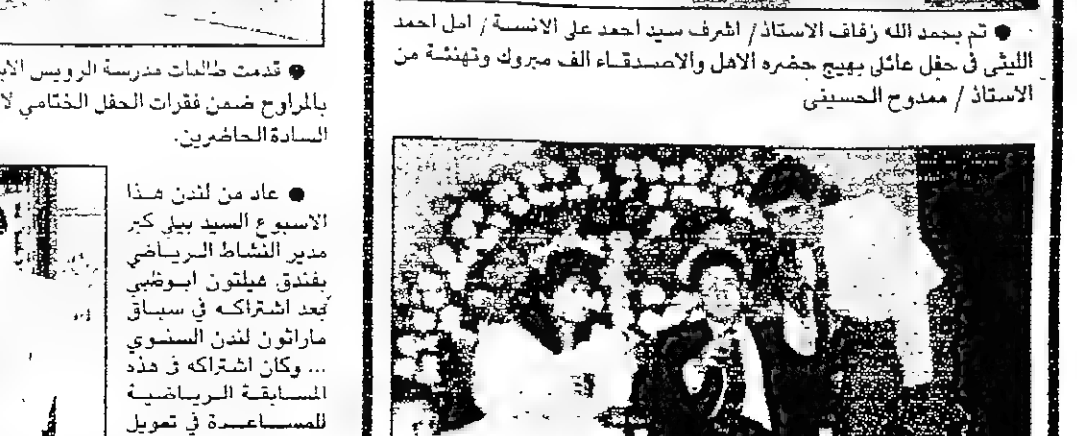 ● تم بحمد الله زفاف الاستاذ / اشرف سيد احمد على الانسة / امل احمد
الليثى فى حفل عائلى بهيج حضره الاهل والاصدقاء الف مبروك وتهنئة من
الاستاذ / ممدوح الحسينى
● قدمت طالبات مدرسة الرويس
بالمراوح ضمن فقرات الحفل الختامي
السادة الحاضرين.
● عاد من لندن هذا
الاسبوع السيد بيل كير
مدير النشاط الرياضي
بفندق هيلتون ابوظبي
بعد اشتراكه في سباق
ماراثون لندن السنوي
... وكان اشتراكه في هذه
المسابقة الرياضية
للمساعدة في تمويل